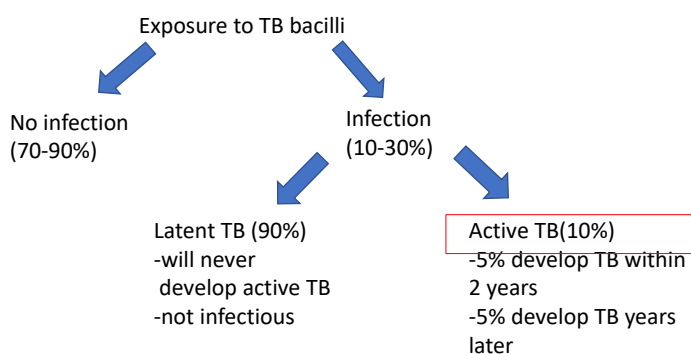 Exposure to TB bacilli
No infection
(70-90%)
Infection
(10-30%)
Latent TB (90%)
-will never
develop active TB
-not infectious
Active TB(10%)
-5% develop TB within
2 years
-5% develop TB years
later